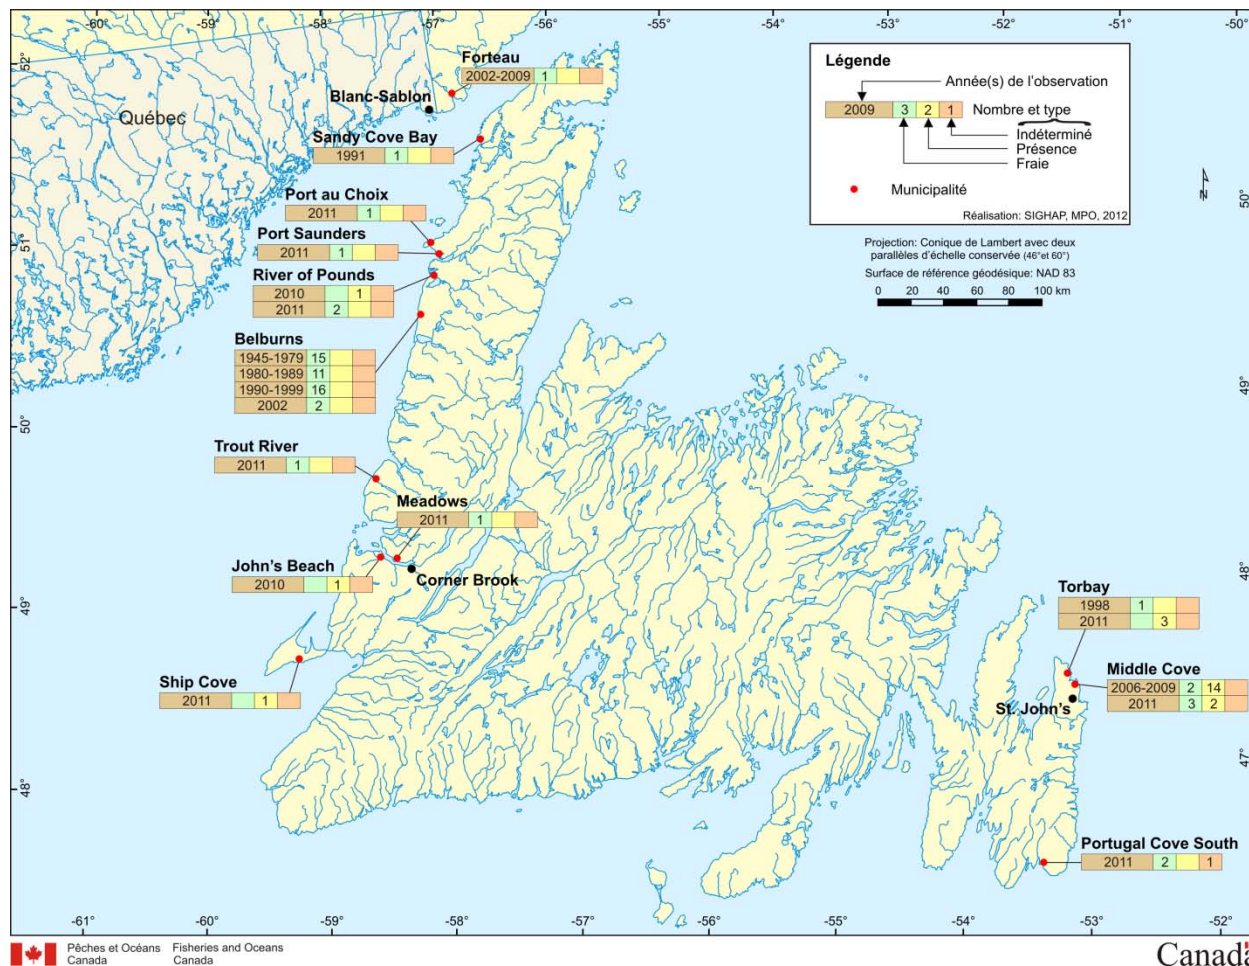 -60° -59° -58° -57° -56° -55° -54° -53° -52° -51° -50°
52°
Forteau
2002-2009 1
Blanc-Sablon
Québec
Sandy Cove Bay
1991 1
Légende
Année(s) de l'observation
2009 3 2 1 Nombre et type
Indéterminé
Présence
Fraie
Municipalité
Réalisation: SIGHAP, MPO, 2012
N
50°
Port au Choix
2011 1
51°
Port Saunders
2011 1
Projection: Conique de Lambert avec deux
parallèles d'échelle conservée (46°et 60°)
Surface de référence géodésique: NAD 83
0 20 40 60 80 100 km
River of Pounds
2010 1
2011 2
Belburns
1945-1979 15
1980-1989 11
1990-1999 16
2002 2
49°
50°
Trout River
2011 1
Meadows
2011 1
John's Beach
2010 1
Corner Brook
48°
49°
Torbay
1998 1
2011 3
Ship Cove
2011 1
Middle Cove
2006-2009 2 14
2011 3 2
St. John's
47°
48°
Portugal Cove South
2011 2 1
-61° -60° -59° -58° -57° -56° -55° -54° -53° -52°
Pêches et Océans Fisheries and Oceans
Canada Canada
Canada